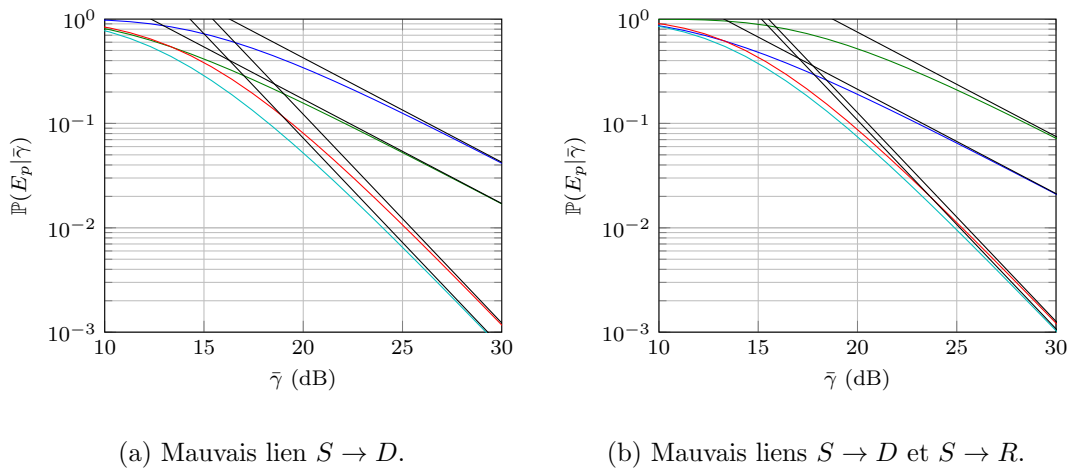 10^0
10^−1
10^−2
10^−3
ℙ(E_p|γ̄)
10 15 20 25 30
γ̄ (dB)
(a) Mauvais lien S → D.
10^0
10^−1
10^−2
10^−3
ℙ(E_p|γ̄)
10 15 20 25 30
γ̄ (dB)
(b) Mauvais liens S → D et S → R.